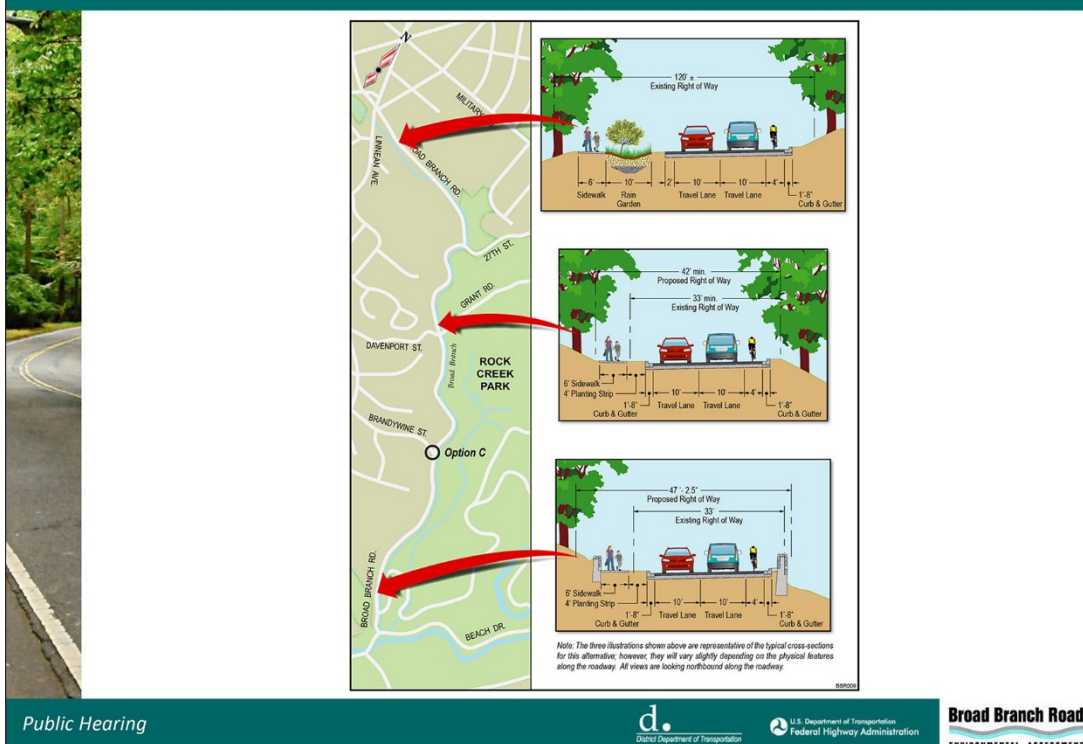 N
MILITARY
LINNEAN AVE.
ROAD BRANCH RD.
27TH ST.
GRANT RD.
DAVENPORT ST.
Broad Branch
ROCK
CREEK
PARK
BRANDYWINE ST.
Option C
BROAD BRANCH RD.
BEACH DR.
120' ±
Existing Right of Way
6' 10' 2' 10' 10' 4' 1'-8"
Sidewalk Rain Garden Travel Lane Travel Lane Curb & Gutter
42' min.
Proposed Right of Way
33' min.
Existing Right of Way
6' Sidewalk
4' Planting Strip
1'-8" 10' 10' 4' 1'-8"
Curb & Gutter Travel Lane Travel Lane Curb & Gutter
47 '- 2.5"
Proposed Right of Way
33'
Existing Right of Way
6' Sidewalk
4' Planting Strip
1'-8" 10' 10' 4' 1'-8"
Curb & Gutter Travel Lane Travel Lane Curb & Gutter
Note: The three illustrations shown above are representative of the typical cross-sections
for this alternative; however, they will vary slightly depending on the physical features
along the roadway. All views are looking northbound along the roadway.
BBR009
Public Hearing
d.
District Department of Transportation
U.S. Department of Transportation
Federal Highway Administration
Broad Branch Road